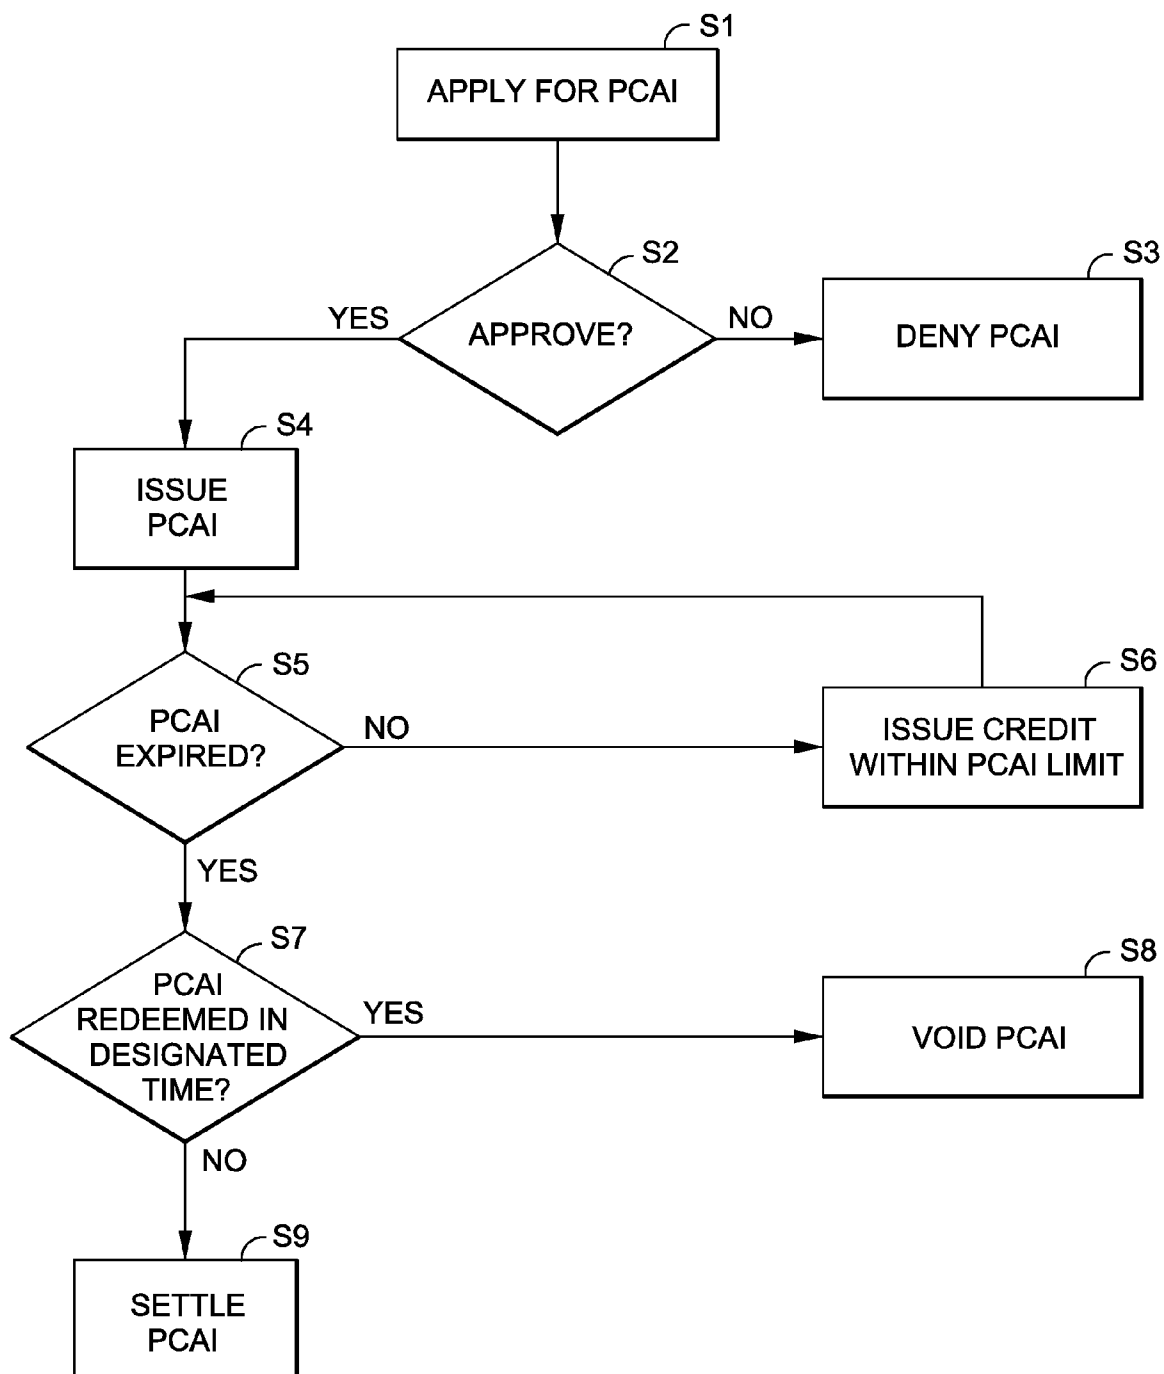 S1
APPLY FOR PCAI
S2
APPROVE?
YES
NO
S3
DENY PCAI
S4
ISSUE
PCAI
S5
PCAI
EXPIRED?
NO
S6
ISSUE CREDIT
WITHIN PCAI LIMIT
YES
S7
PCAI
REDEEMED IN
DESIGNATED
TIME?
YES
S8
VOID PCAI
NO
S9
SETTLE
PCAI